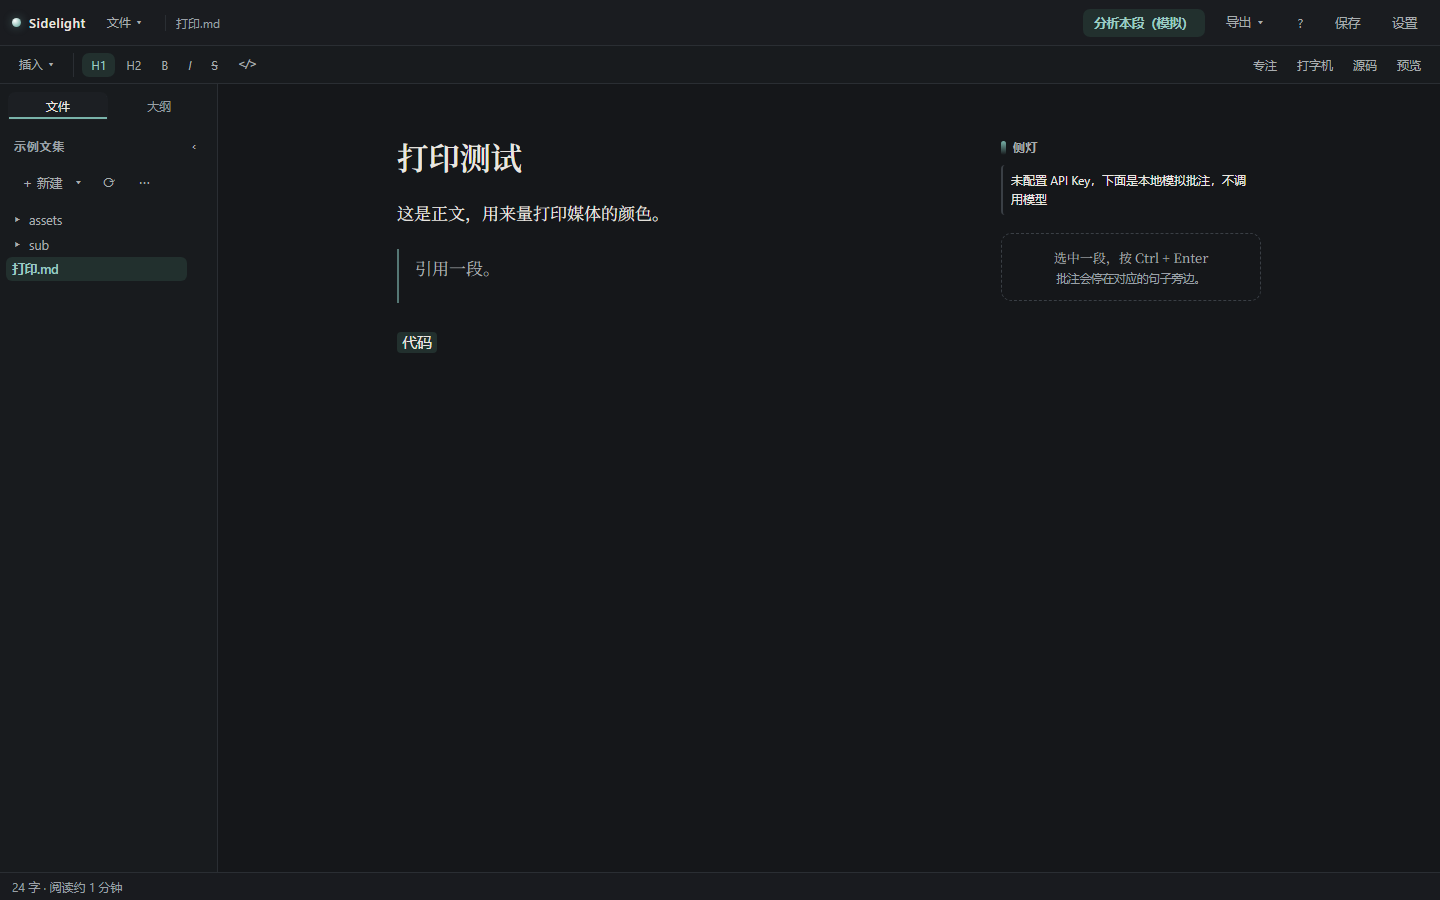 Sidelight 文件 打印.md 分析本段（模拟） 导出 ? 保存 设置
插入 H1 H2 B I S </> 专注 打字机 源码 预览
文件 大纲
示例文集
+ 新建 ···
assets
sub
打印.md
打印测试
这是正文，用来量打印媒体的颜色。
引用一段。
代码
侧灯
未配置 API Key，下面是本地模拟批注，不调
用模型
选中一段，按 Ctrl + Enter
批注会停在对应的句子旁边。
24 字 · 阅读约 1 分钟